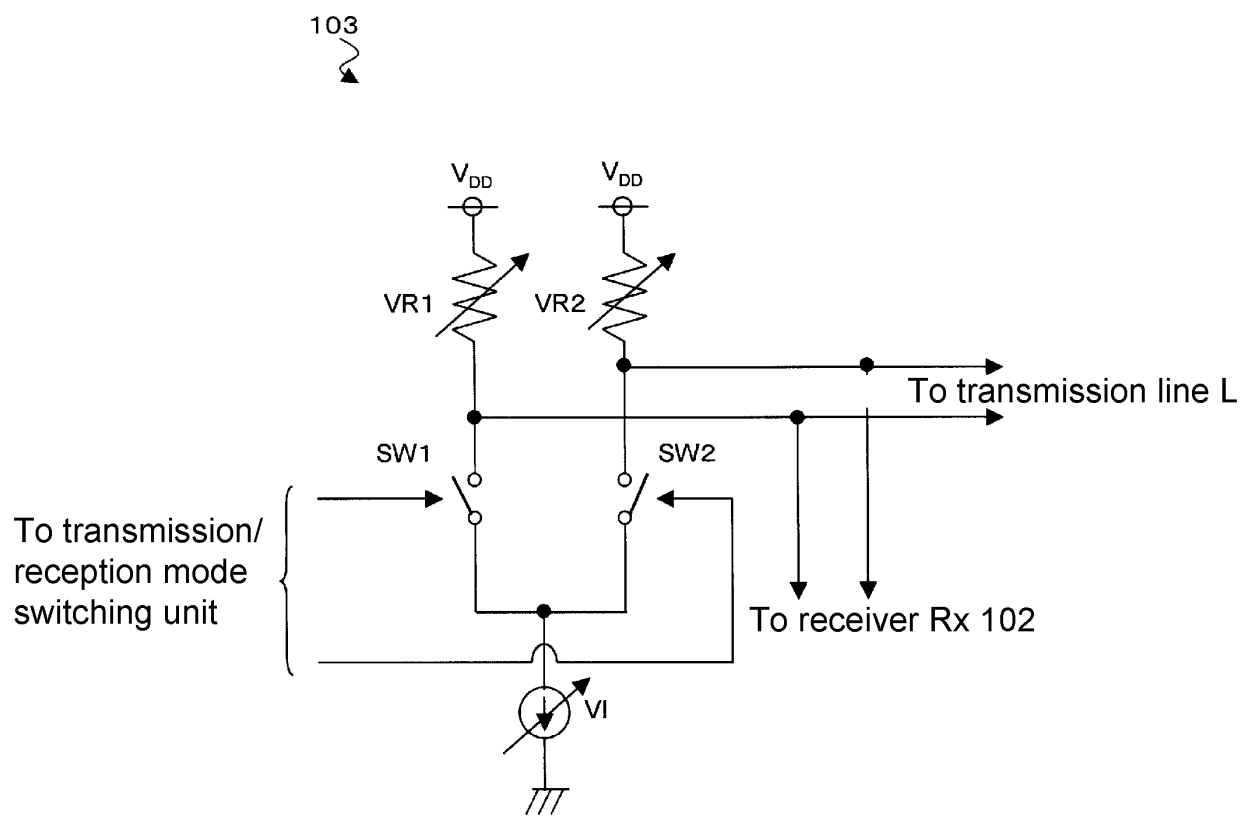 103
VDD
VDD
VR1
VR2
To transmission line L
SW1
SW2
To transmission/
reception mode
switching unit
To receiver Rx 102
VI